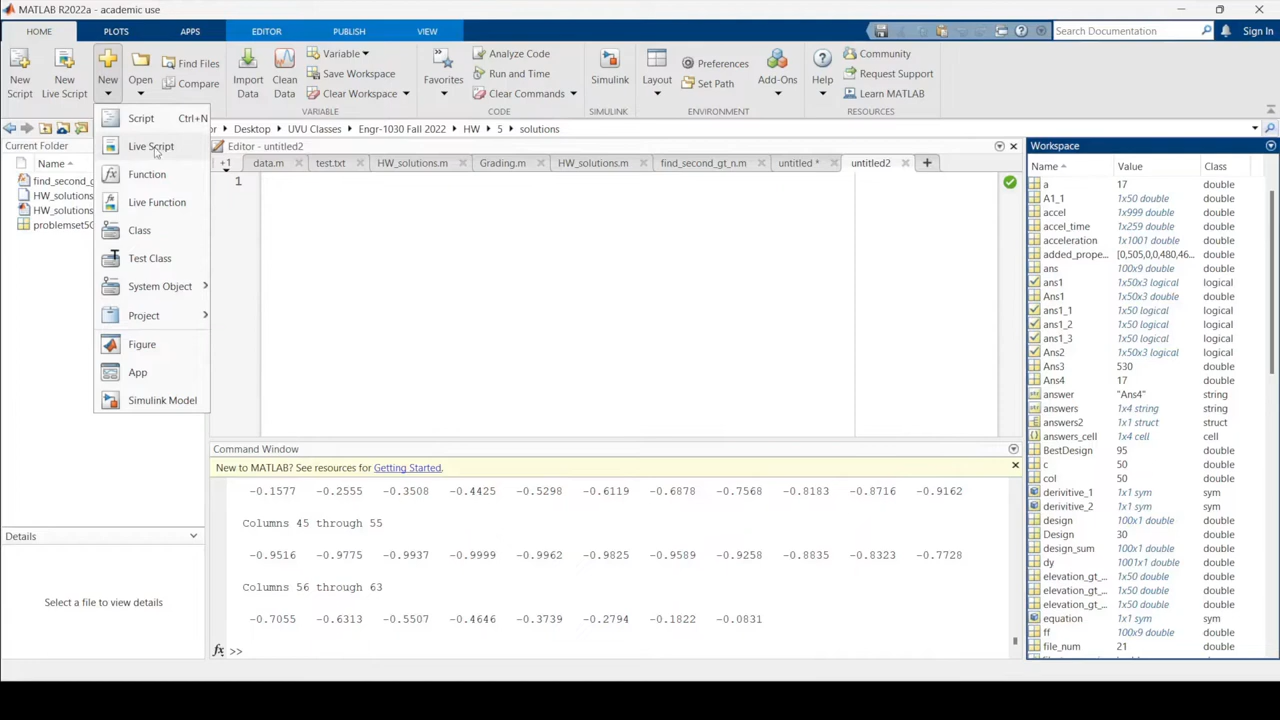 MATLAB R2022a - academic use
HOME PLOTS APPS EDITOR PUBLISH VIEW
Search Documentation
Sign In
New Script
New Live Script
New
Open
Find Files
Compare
Import Data
Clean Data
Variable
Save Workspace
Clear Workspace
VARIABLE
Favorites
Analyze Code
Run and Time
Clear Commands
CODE
Simulink
SIMULINK
Layout
Preferences
Set Path
ENVIRONMENT
Add-Ons
Help
Community
Request Support
Learn MATLAB
RESOURCES
Script Ctrl+N
Live Script
Function
Live Function
Class
Test Class
System Object
Project
Figure
App
Simulink Model
Desktop UVU Classes Engr-1030 Fall 2022 HW 5 solutions
Current Folder
Name
find_second_g
HW_solutions
HW_solutions
problemset5
Details
Select a file to view details
Editor - untitled2
+1 data.m test.txt HW_solutions.m Grading.m HW_solutions.m find_second_gt_n.m untitled * untitled2
1
Command Window
New to MATLAB? See resources for Getting Started.
-0.1577 -0.2555 -0.3508 -0.4425 -0.5298 -0.6119 -0.6878 -0.7568 -0.8183 -0.8716 -0.9162
Columns 45 through 55
-0.9516 -0.9775 -0.9937 -0.9999 -0.9962 -0.9825 -0.9589 -0.9258 -0.8835 -0.8323 -0.7728
Columns 56 through 63
-0.7055 -0.6313 -0.5507 -0.4646 -0.3739 -0.2794 -0.1822 -0.0831
fx >>
Workspace
Name Value Class
a 17 double
A1_1 1x50 double double
accel 1x999 double double
accel_time 1x259 double double
acceleration 1x1001 double double
added_prope... [0,505,0,0,480,46... double
ans 100x9 double double
ans1 1x50x3 logical logical
Ans1 1x50x3 double double
ans1_1 1x50 logical logical
ans1_2 1x50 logical logical
ans1_3 1x50 logical logical
Ans2 1x50x3 logical logical
Ans3 530 double
Ans4 17 double
answer "Ans4" string
answers 1x4 string string
answers2 1x1 struct struct
answers_cell 1x4 cell cell
BestDesign 95 double
c 50 double
col 50 double
derivitive_1 1x1 sym sym
derivitive_2 1x1 sym sym
design 100x1 double double
Design 30 double
design_sum 100x1 double double
dy 1001x1 double double
elevation_gt_... 1x50 double double
elevation_gt_... 1x50 double double
elevation_gt_... 1x50 double double
equation 1x1 sym sym
ff 100x9 double double
file_num 21 double